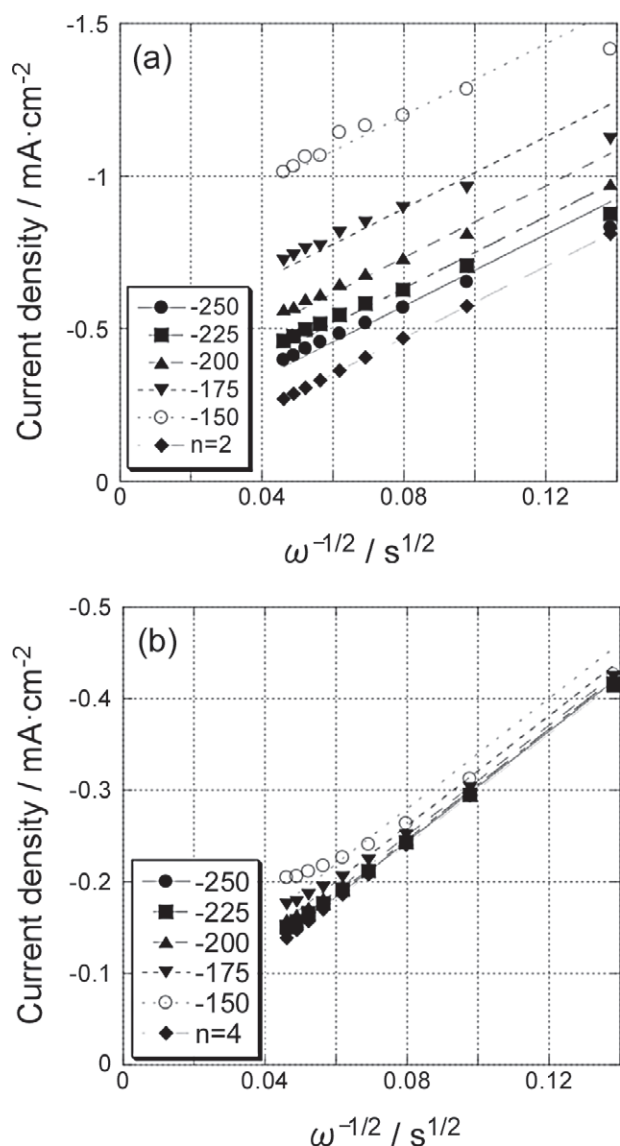 (a)
Current density / mA·cm⁻²
-1.5
-1
-0.5
0
-250
-225
-200
-175
-150
n=2
0 0.04 0.08 0.12
ω⁻¹/² / s¹/²
(b)
Current density / mA·cm⁻²
-0.5
-0.4
-0.3
-0.2
-0.1
0
-250
-225
-200
-175
-150
n=4
0 0.04 0.08 0.12
ω⁻¹/² / s¹/²